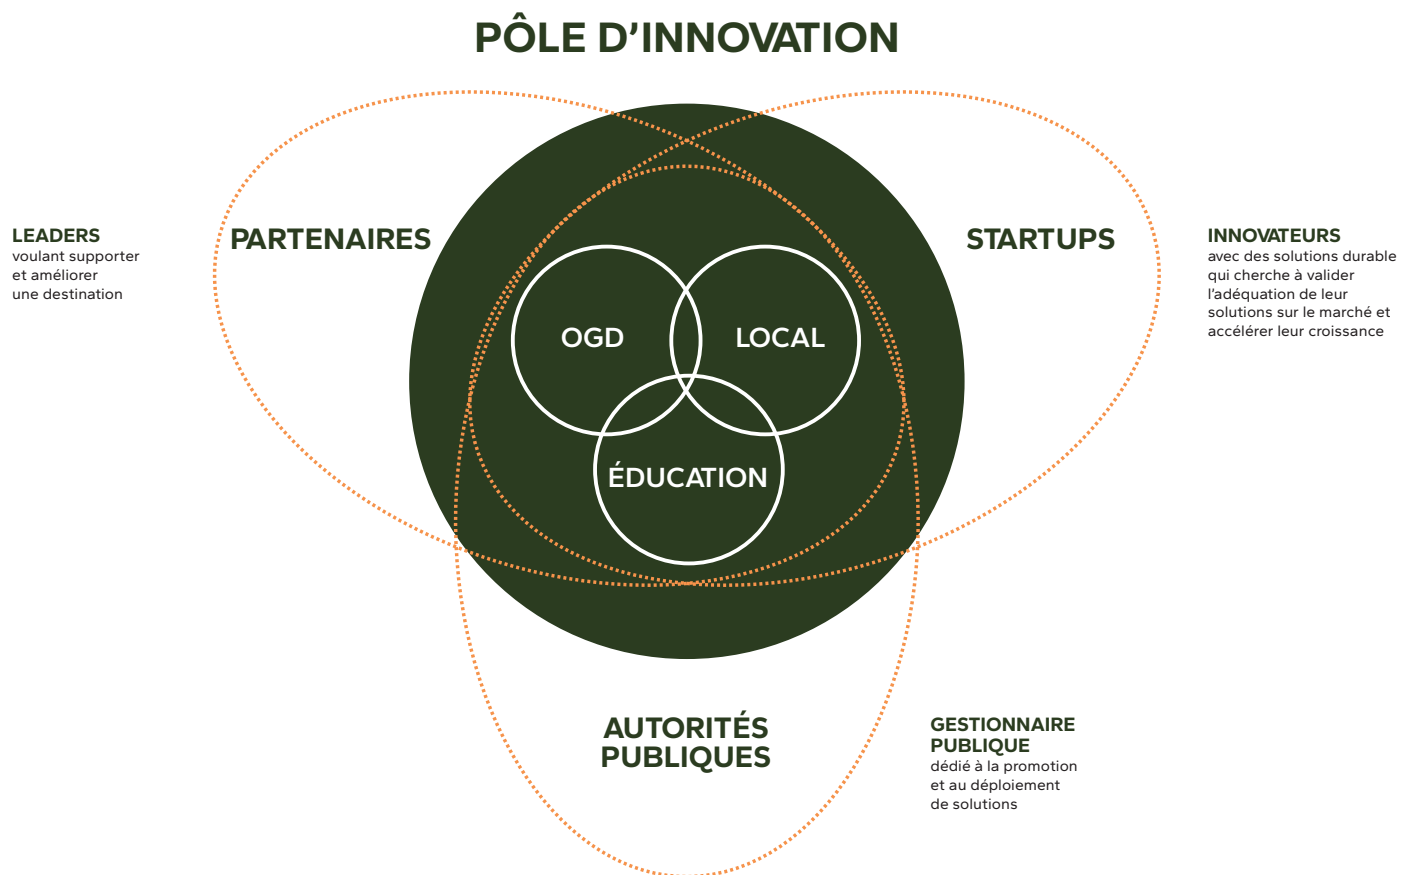 PÔLE D’INNOVATION
PARTENAIRES
LEADERS
voulant supporter
et améliorer
une destination
STARTUPS
INNOVATEURS
avec des solutions durable
qui cherche à valider
l’adéquation de leur
solutions sur le marché et
accélérer leur croissance
OGD
LOCAL
ÉDUCATION
AUTORITÉS
PUBLIQUES
GESTIONNAIRE
PUBLIQUE
dédié à la promotion
et au déploiement
de solutions